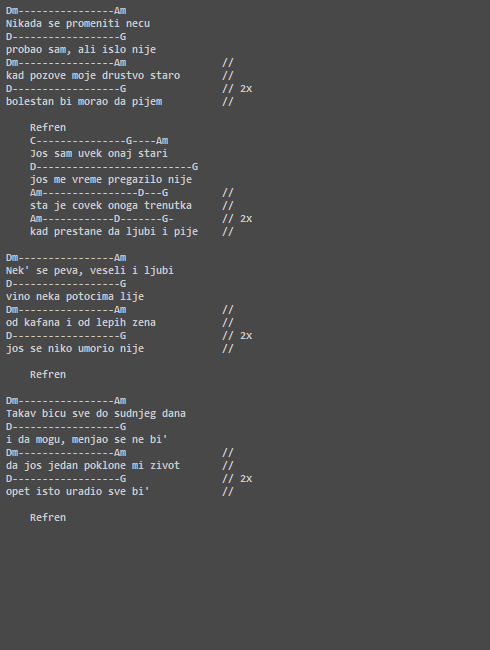 Dm----------------Am
Nikada se promeniti necu
D------------------G
probao sam, ali islo nije
Dm----------------Am                //
kad pozove moje drustvo staro       //
D------------------G                // 2x
bolestan bi morao da pijem          //

    Refren
    C---------------G----Am
    Jos sam uvek onaj stari
    D--------------------------G
    jos me vreme pregazilo nije
    Am----------------D---G         //
    sta je covek onoga trenutka     //
    Am------------D-------G-        // 2x
    kad prestane da ljubi i pije    //

Dm----------------Am
Nek' se peva, veseli i ljubi
D------------------G
vino neka potocima lije
Dm----------------Am                //
od kafana i od lepih zena           //
D------------------G                // 2x
jos se niko umorio nije             //

    Refren

Dm----------------Am
Takav bicu sve do sudnjeg dana
D------------------G
i da mogu, menjao se ne bi'
Dm----------------Am                //
da jos jedan poklone mi zivot       //
D------------------G                // 2x
opet isto uradio sve bi'            //

    Refren